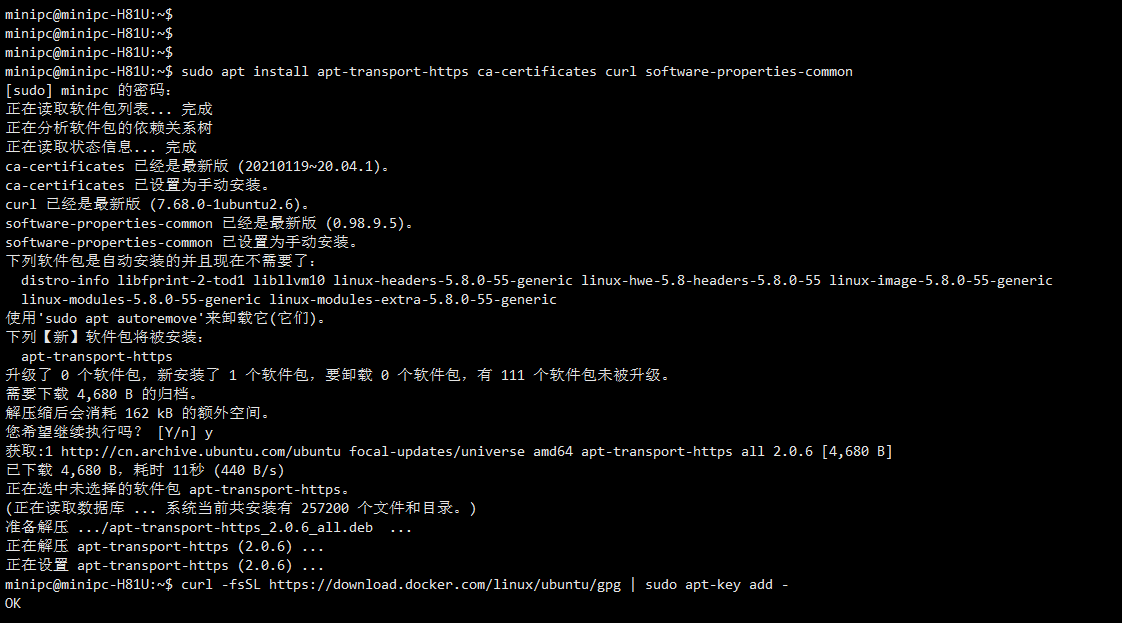 minipc@minipc-H81U:~$
minipc@minipc-H81U:~$
minipc@minipc-H81U:~$
minipc@minipc-H81U:~$ sudo apt install apt-transport-https ca-certificates curl software-properties-common
[sudo] minipc 的密码：
正在读取软件包列表... 完成
正在分析软件包的依赖关系树
正在读取状态信息... 完成
ca-certificates 已经是最新版 (20210119~20.04.1)。
ca-certificates 已设置为手动安装。
curl 已经是最新版 (7.68.0-1ubuntu2.6)。
software-properties-common 已经是最新版 (0.98.9.5)。
software-properties-common 已设置为手动安装。
下列软件包是自动安装的并且现在不需要了：
  distro-info libfprint-2-tod1 libllvm10 linux-headers-5.8.0-55-generic linux-hwe-5.8-headers-5.8.0-55 linux-image-5.8.0-55-generic
  linux-modules-5.8.0-55-generic linux-modules-extra-5.8.0-55-generic
使用'sudo apt autoremove'来卸载它(它们)。
下列【新】软件包将被安装：
  apt-transport-https
升级了 0 个软件包，新安装了 1 个软件包，要卸载 0 个软件包，有 111 个软件包未被升级。
需要下载 4,680 B 的归档。
解压缩后会消耗 162 kB 的额外空间。
您希望继续执行吗？ [Y/n] y
获取:1 http://cn.archive.ubuntu.com/ubuntu focal-updates/universe amd64 apt-transport-https all 2.0.6 [4,680 B]
已下载 4,680 B，耗时 11秒 (440 B/s)
正在选中未选择的软件包 apt-transport-https。
(正在读取数据库 ... 系统当前共安装有 257200 个文件和目录。)
准备解压 .../apt-transport-https_2.0.6_all.deb  ...
正在解压 apt-transport-https (2.0.6) ...
正在设置 apt-transport-https (2.0.6) ...
minipc@minipc-H81U:~$ curl -fsSL https://download.docker.com/linux/ubuntu/gpg | sudo apt-key add -
OK